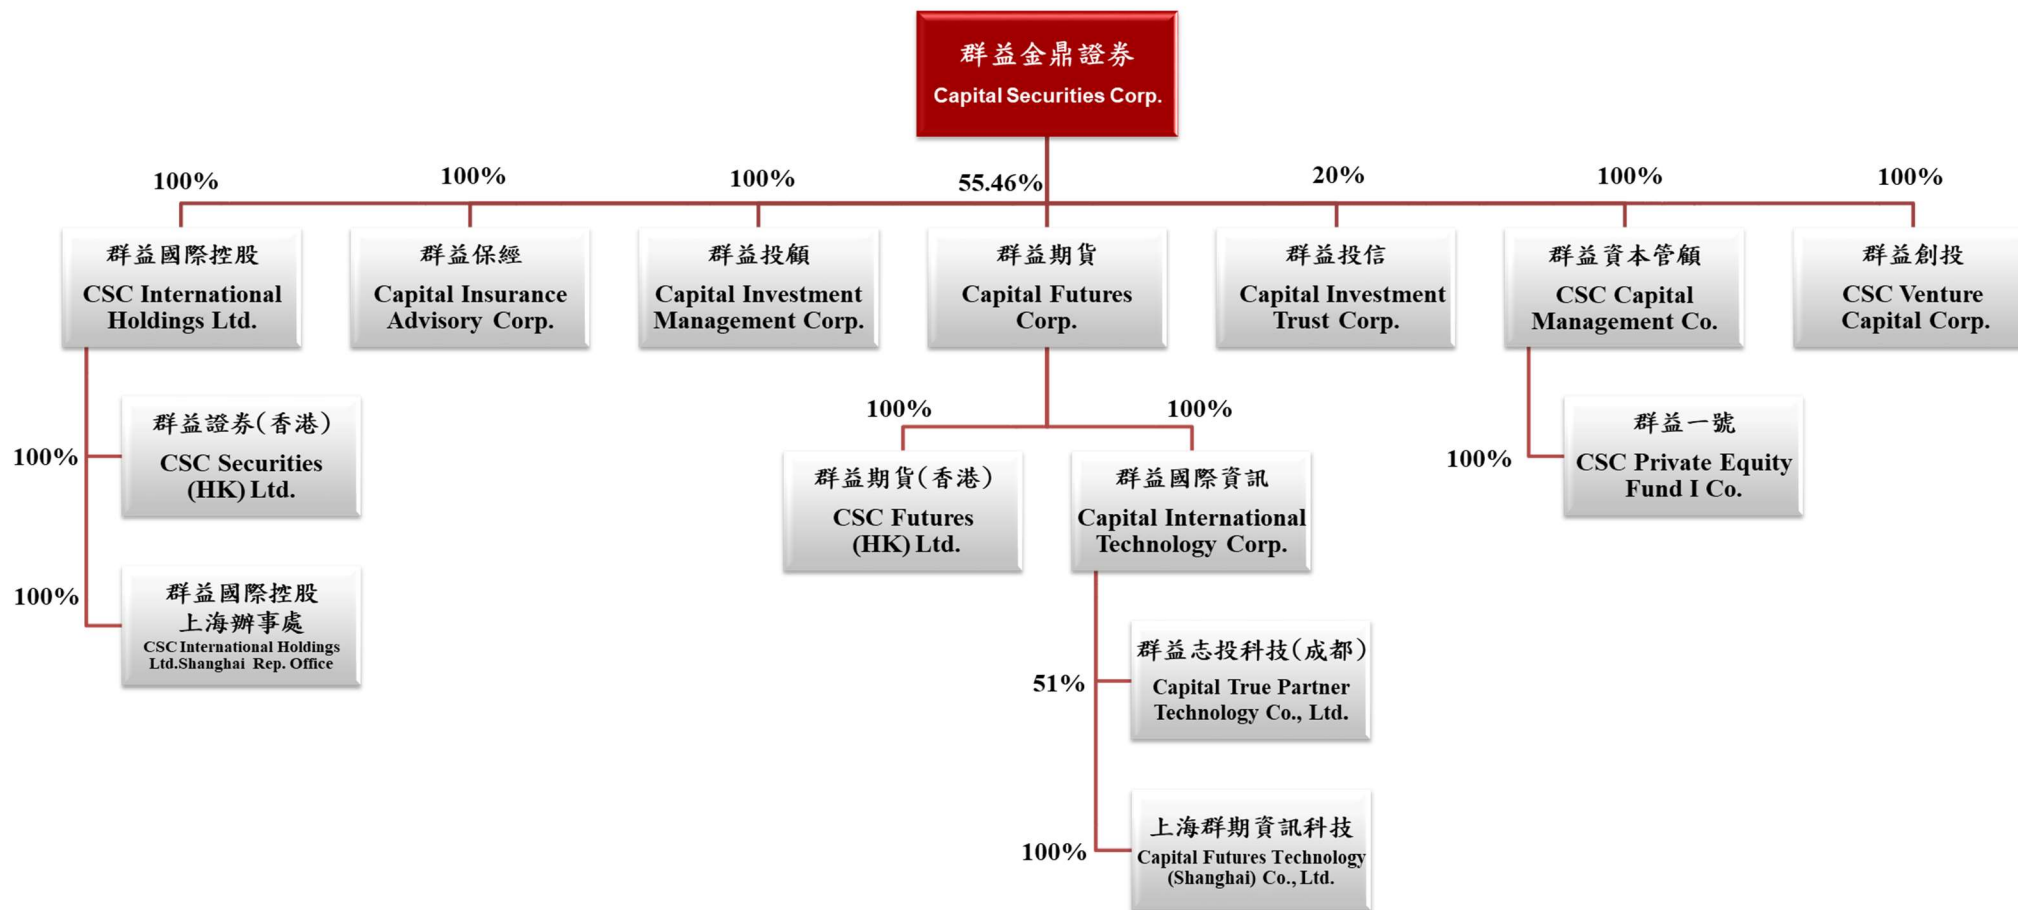 群益金鼎證券
Capital Securities Corp.
100%
100%
100%
55.46%
20%
100%
100%
群益國際控股
CSC International
Holdings Ltd.
群益保經
Capital Insurance
Advisory Corp.
群益投顧
Capital Investment
Management Corp.
群益期貨
Capital Futures
Corp.
群益投信
Capital Investment
Trust Corp.
群益資本管顧
CSC Capital
Management Co.
群益創投
CSC Venture
Capital Corp.
100%
群益證券(香港)
CSC Securities
(HK) Ltd.
100%
群益國際控股
上海辦事處
CSC International Holdings
Ltd.Shanghai Rep. Office
100%
100%
群益期貨(香港)
CSC Futures
(HK) Ltd.
群益國際資訊
Capital International
Technology Corp.
51%
群益志投科技(成都)
Capital True Partner
Technology Co., Ltd.
100%
上海群期資訊科技
Capital Futures Technology
(Shanghai) Co., Ltd.
100%
群益一號
CSC Private Equity
Fund I Co.